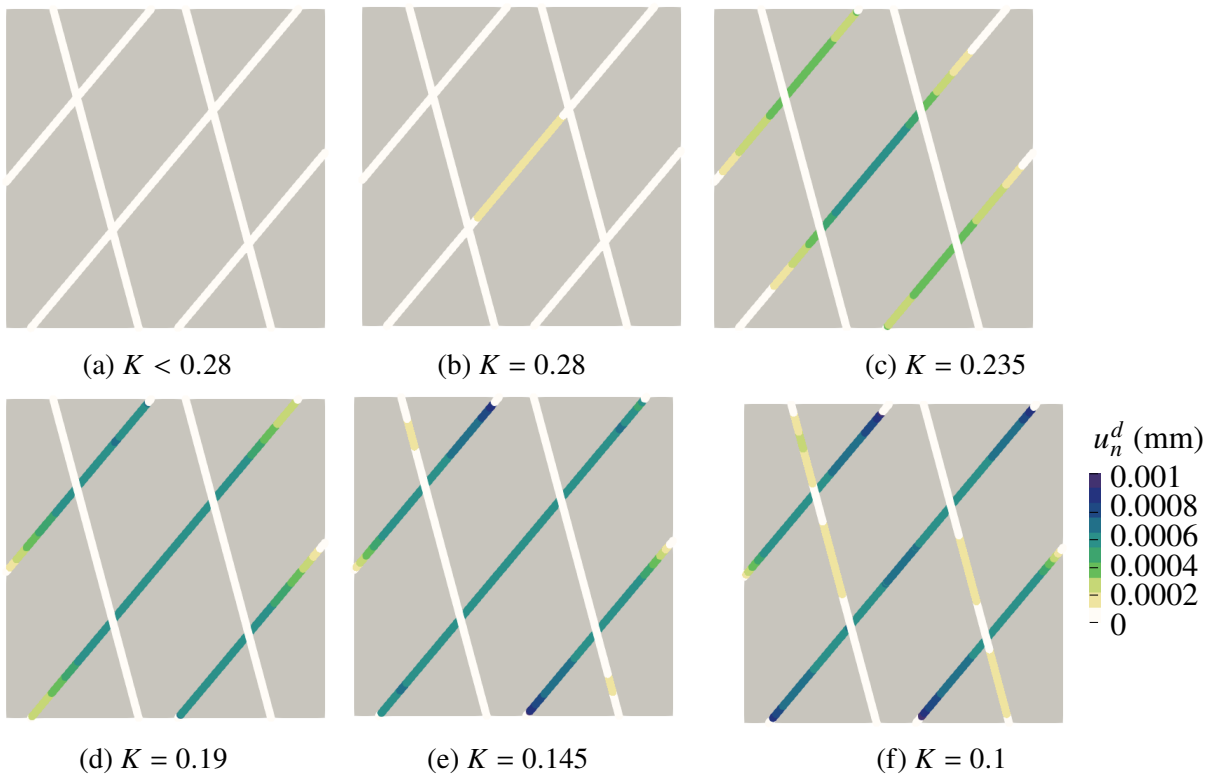 (a) K < 0.28
(b) K = 0.28
(c) K = 0.235
u_n^d (mm)
0.001
0.0008
0.0006
0.0004
0.0002
0
(d) K = 0.19
(e) K = 0.145
(f) K = 0.1